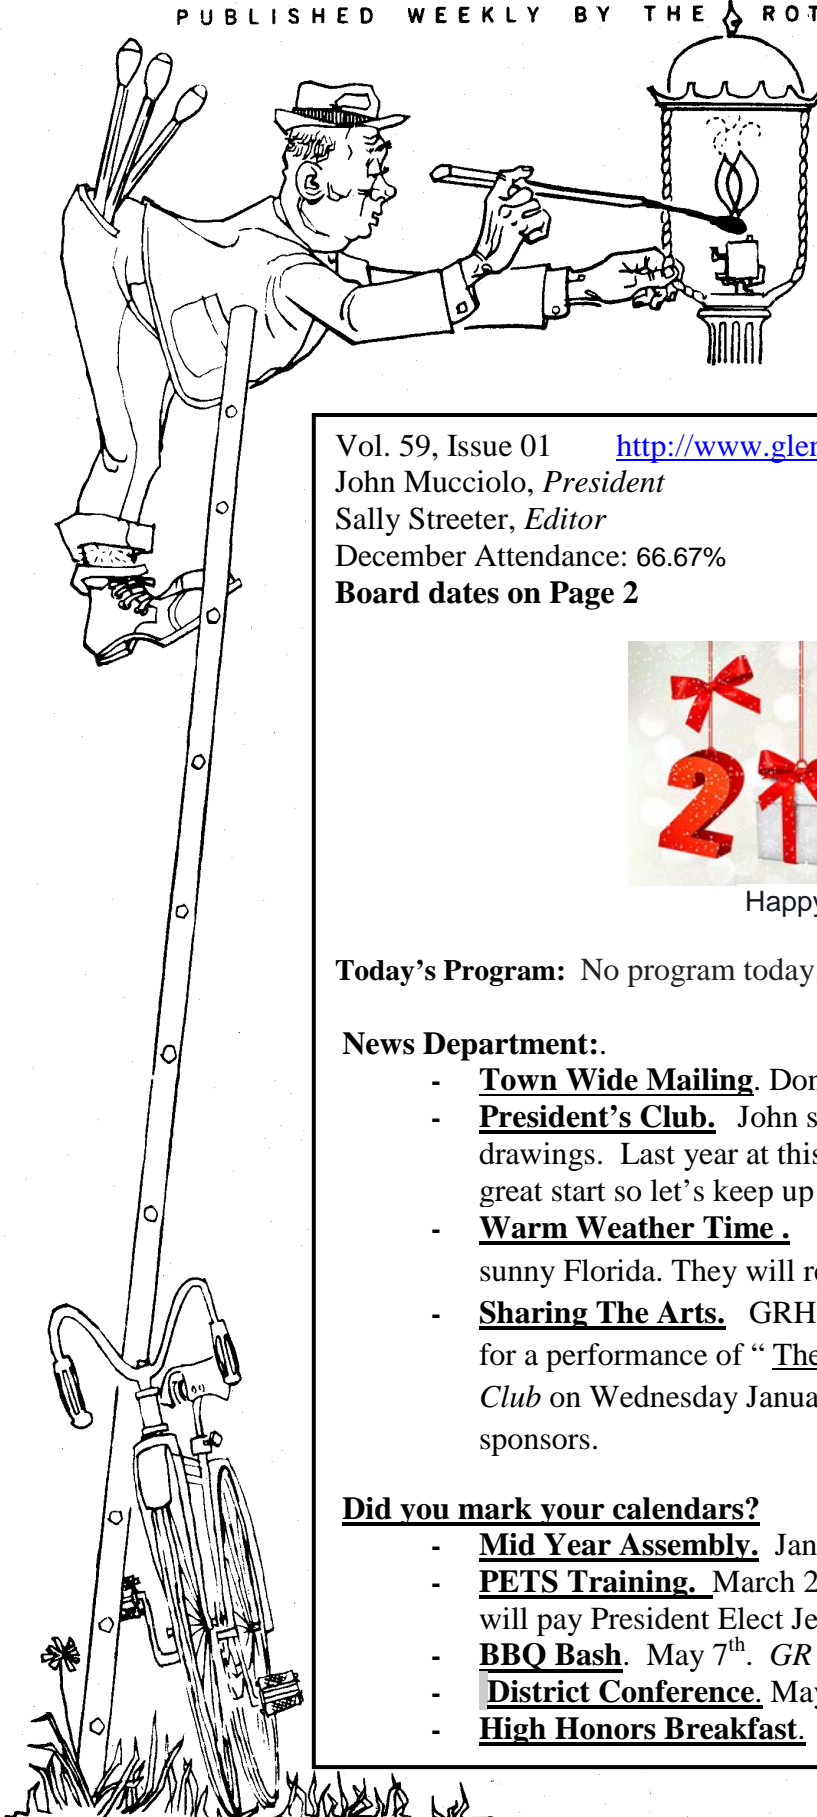 PUBLISHED WEEKLY BY THE ROT
Vol. 59, Issue 01 http://www.gler
John Mucciolo, President
Sally Streeter, Editor
December Attendance: 66.67%
Board dates on Page 2
2
Happy
Today’s Program: No program today.
News Department:.
- Town Wide Mailing. Don
- President’s Club. John s
drawings. Last year at this
great start so let’s keep up
- Warm Weather Time .
sunny Florida. They will re
- Sharing The Arts. GRH
for a performance of “ The
Club on Wednesday Janua
sponsors.
Did you mark your calendars?
- Mid Year Assembly. Jan
- PETS Training. March 2
will pay President Elect Je
- BBQ Bash. May 7th. GR
- District Conference. May
- High Honors Breakfast.